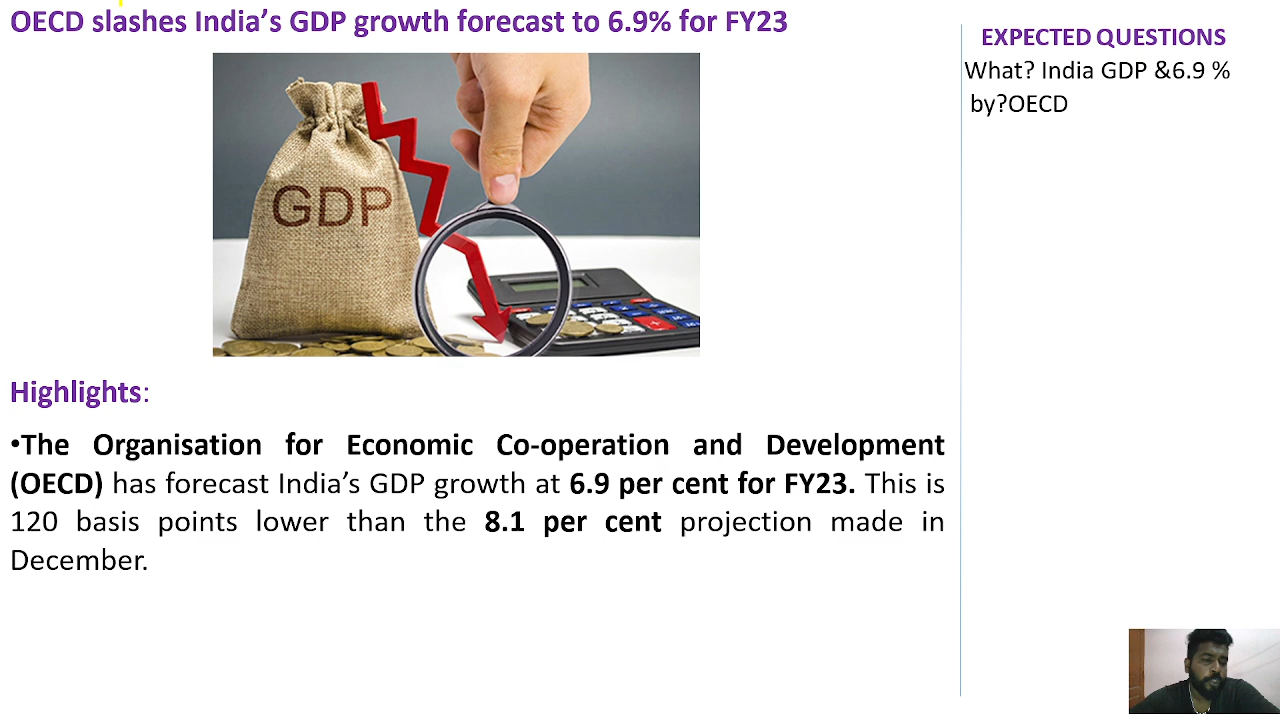 OECD slashes India’s GDP growth forecast to 6.9% for FY23
GDP
Highlights:
•The Organisation for Economic Co-operation and Development
(OECD) has forecast India’s GDP growth at 6.9 per cent for FY23. This is
120 basis points lower than the 8.1 per cent projection made in
December.
EXPECTED QUESTIONS
What? India GDP &6.9 %
by?OECD